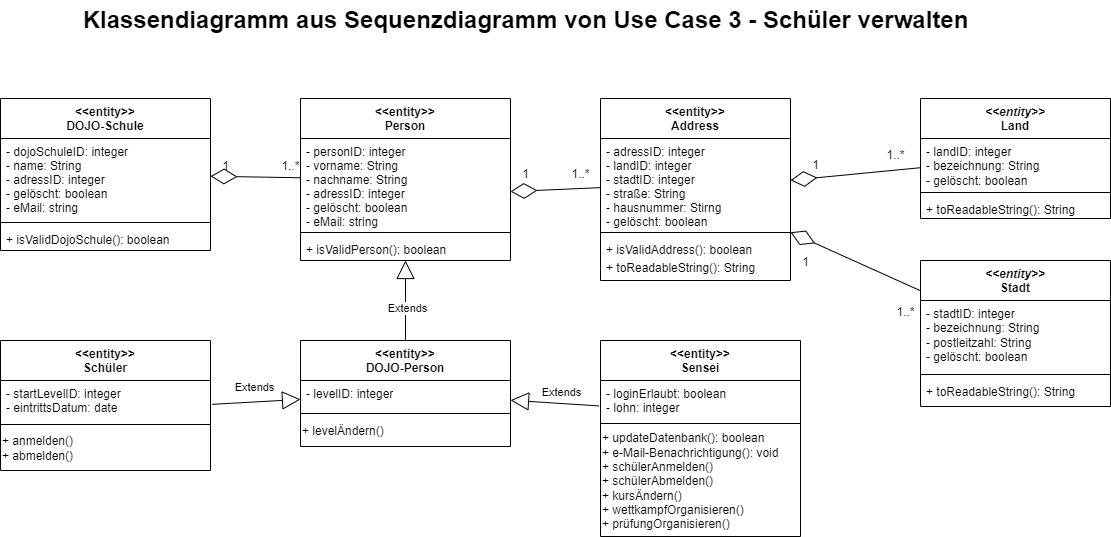 Klassendiagramm aus Sequenzdiagramm von Use Case 3 - Schüler verwalten
<<entity>>
DOJO-Schule
- dojoSchuleID: integer
- name: String
- adressID: integer
- gelöscht: boolean
- eMail: string
+ isValidDojoSchule(): boolean
1
1..*
<<entity>>
Person
- personID: integer
- vorname: String
- nachname: String
- adressID: integer
- gelöscht: boolean
- eMail: string
+ isValidPerson(): boolean
1
1..*
<<entity>>
Address
- adressID: integer
- landID: integer
- stadtID: integer
- straße: String
- hausnummer: Stirng
- gelöscht: boolean
+ isValidAddress(): boolean
+ toReadableString(): String
1
1..*
<<entity>>
Land
- landID: integer
- bezeichnung: String
- gelöscht: boolean
+ toReadableString(): String
1
1..*
<<entity>>
Stadt
- stadtID: integer
- bezeichnung: String
- postleitzahl: String
- gelöscht: boolean
+ toReadableString(): String
Extends
<<entity>>
Schüler
- startLevelID: integer
- eintrittsDatum: date
+ anmelden()
+ abmelden()
Extends
<<entity>>
DOJO-Person
- levelID: integer
+ levelÄndern()
Extends
<<entity>>
Sensei
- loginErlaubt: boolean
- lohn: integer
+ updateDatenbank(): boolean
+ e-Mail-Benachrichtigung(): void
+ schülerAnmelden()
+ schülerAbmelden()
+ kursÄndern()
+ wettkampfOrganisieren()
+ prüfungOrganisieren()